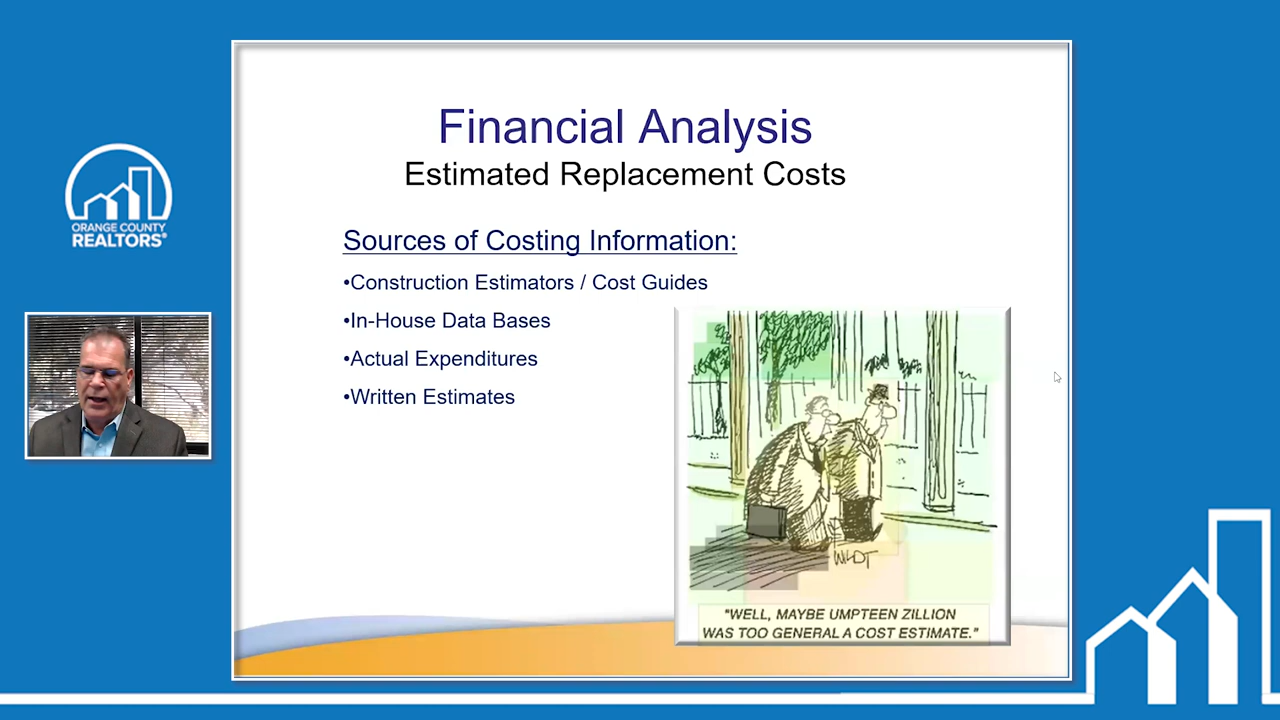 Financial Analysis
Estimated Replacement Costs
ORANGE COUNTY
REALTORS®
Sources of Costing Information:
•Construction Estimators / Cost Guides
•In-House Data Bases
•Actual Expenditures
•Written Estimates
WILDT
"WELL, MAYBE UMPTEEN ZILLION
WAS TOO GENERAL A COST ESTIMATE."